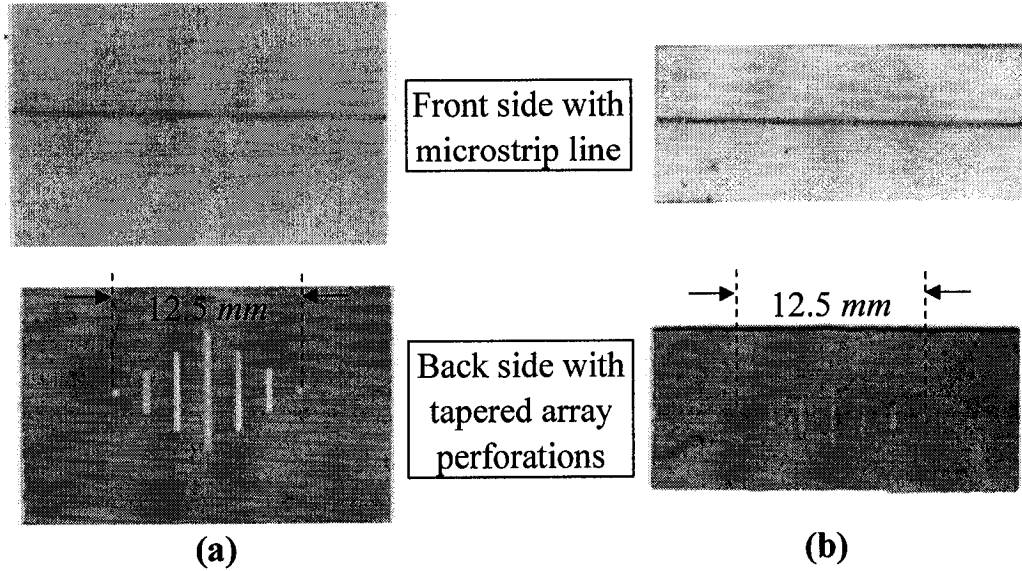 Front side with
microstrip line
12.5 mm
12.5 mm
Back side with
tapered array
perforations
(a)
(b)